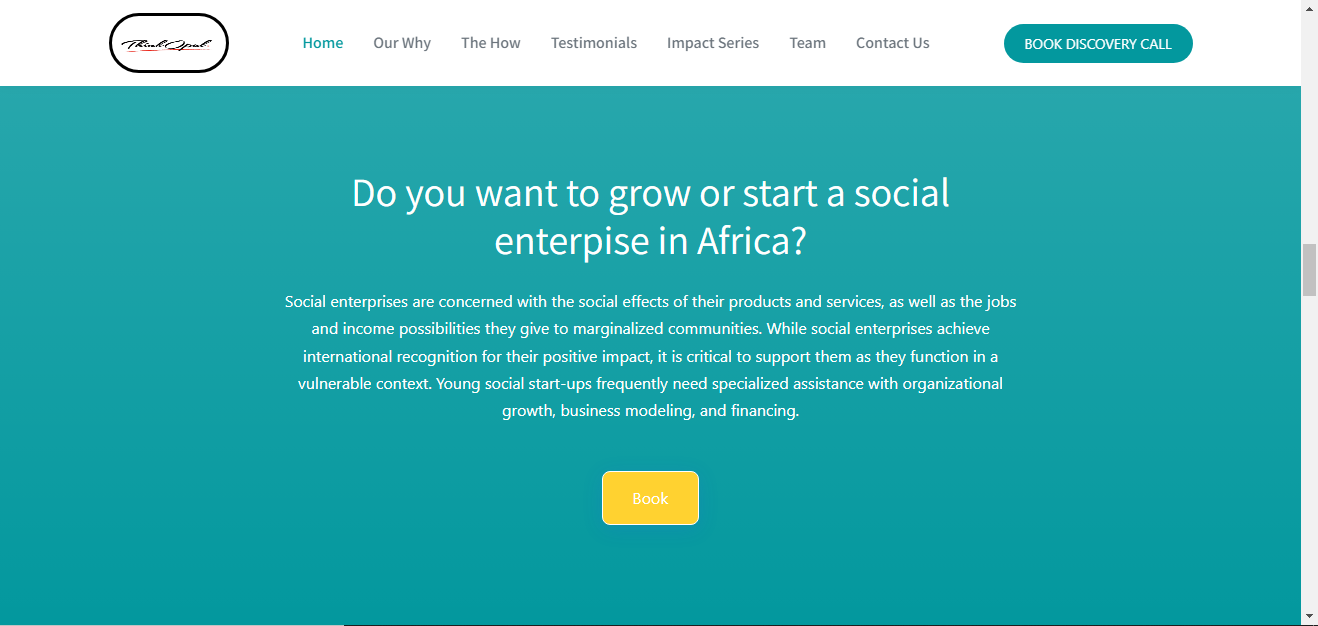 Think Opal
Home
Our Why
The How
Testimonials
Impact Series
Team
Contact Us
BOOK DISCOVERY CALL
Do you want to grow or start a social
enterpise in Africa?
Social enterprises are concerned with the social effects of their products and services, as well as the jobs
and income possibilities they give to marginalized communities. While social enterprises achieve
international recognition for their positive impact, it is critical to support them as they function in a
vulnerable context. Young social start-ups frequently need specialized assistance with organizational
growth, business modeling, and financing.
Book